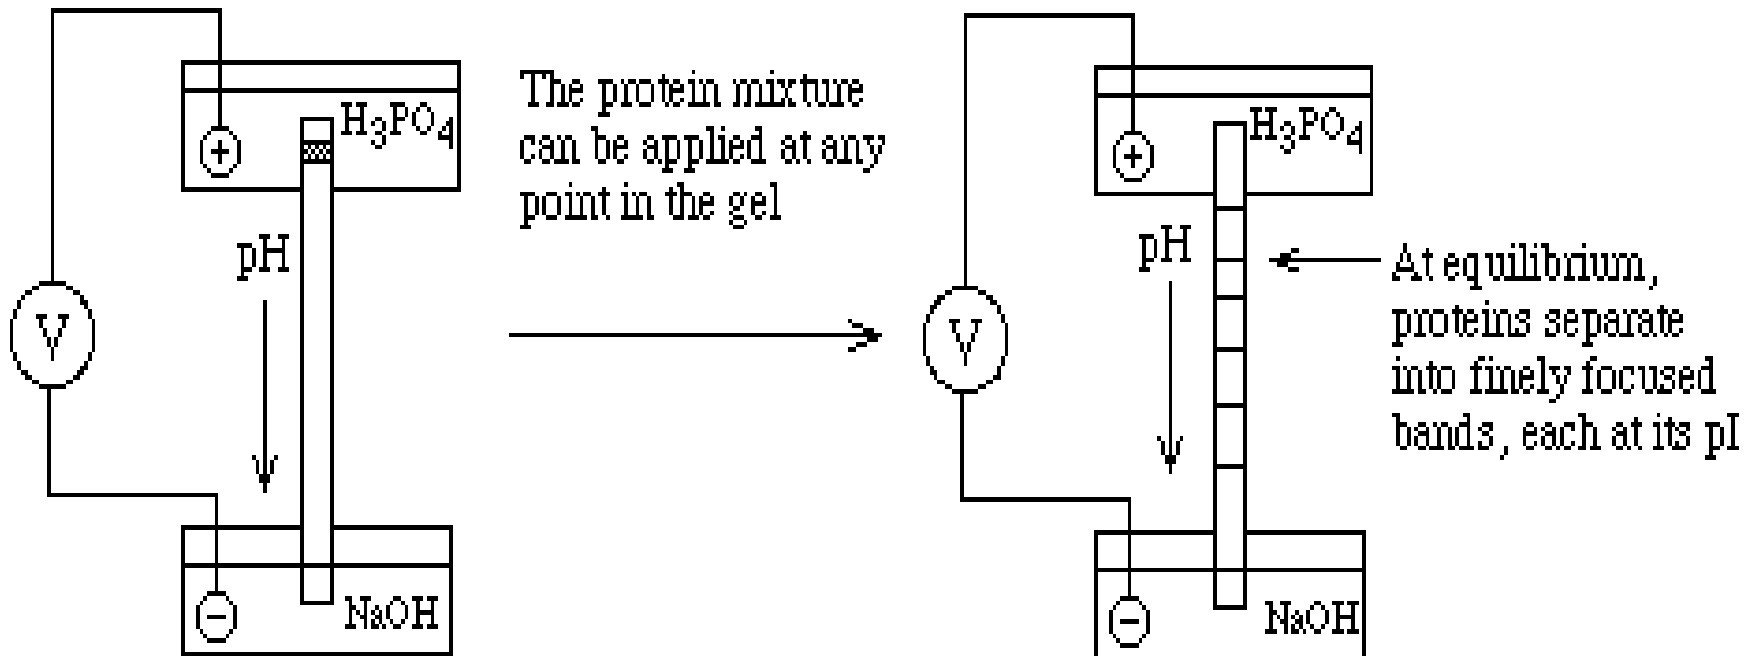 H3PO4
+
The protein mixture
can be applied at any
point in the gel
pH
V
−
NaOH
H3PO4
+
pH
V
At equilibrium,
proteins separate
into finely focused
bands, each at its pI
−
NaOH